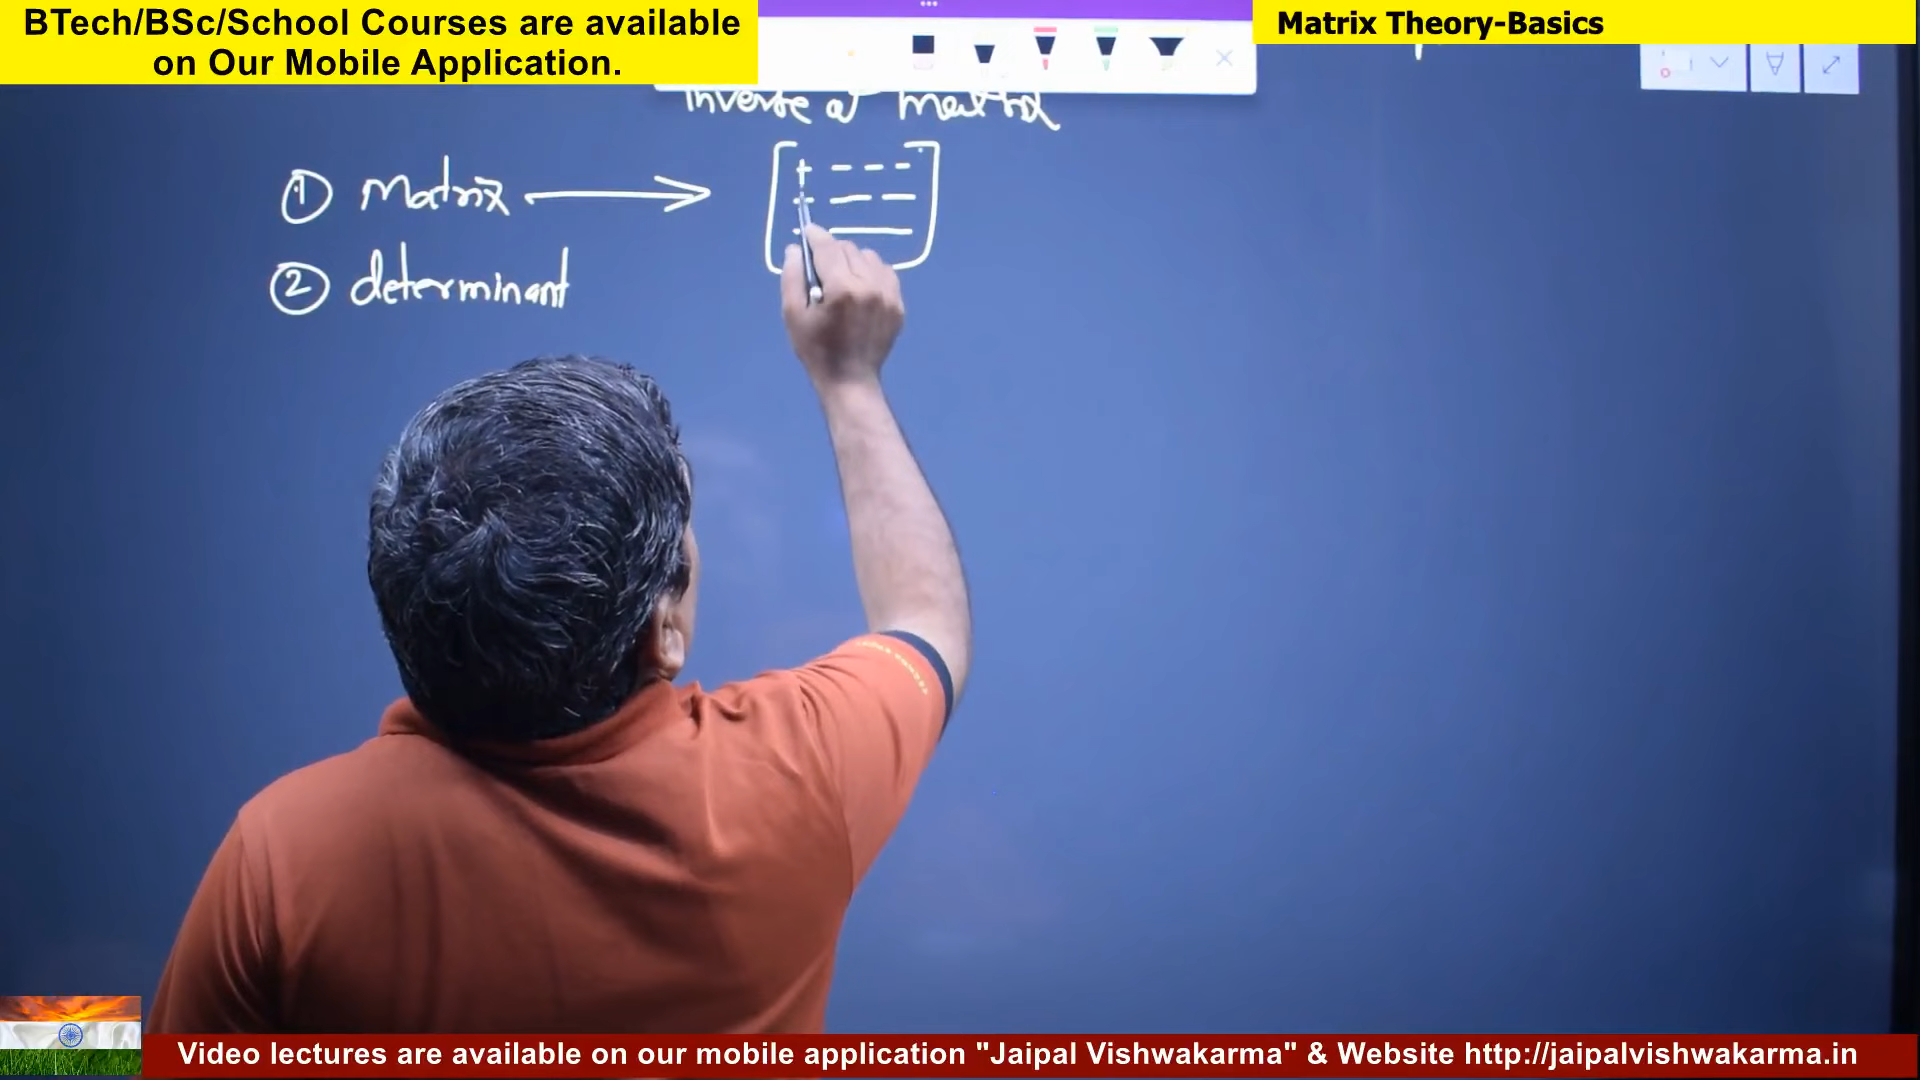 BTech/BSc/School Courses are available
on Our Mobile Application.
Matrix Theory-Basics
inverse of matrix
① Matrix
② determinant
Video lectures are available on our mobile application "Jaipal Vishwakarma" & Website http://jaipalvishwakarma.in